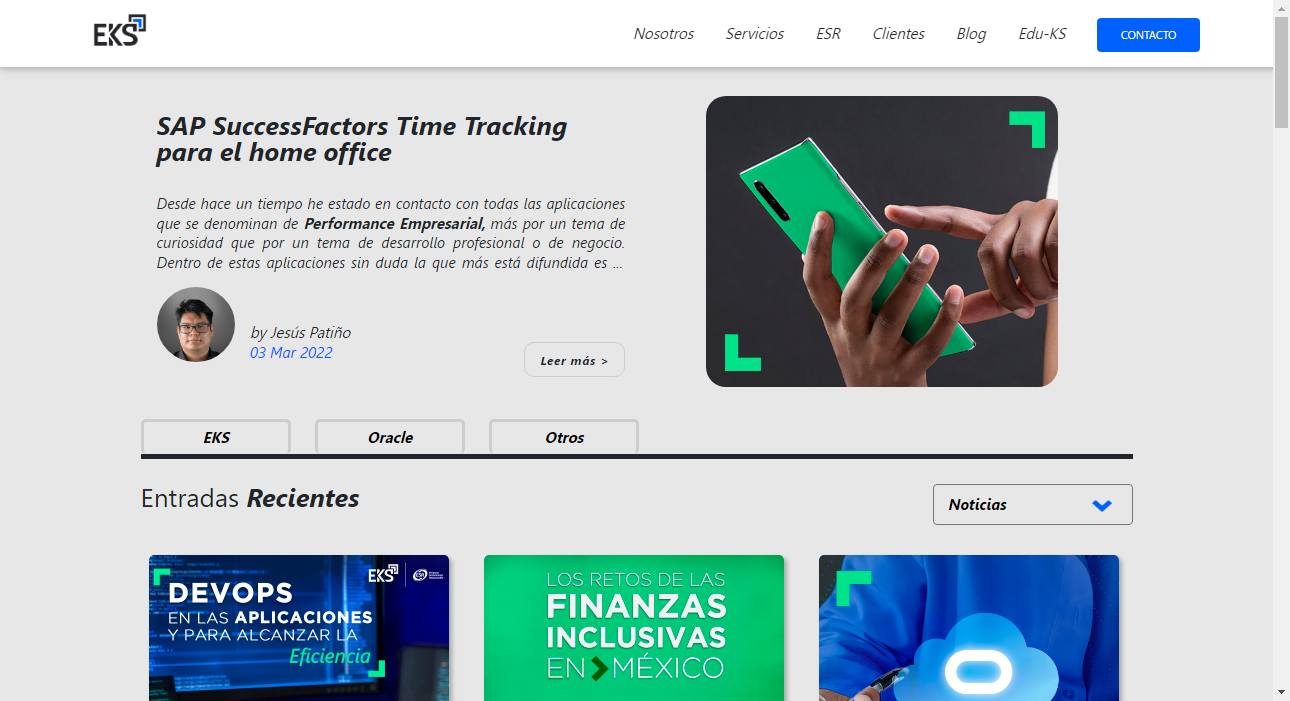 EKS
Nosotros
Servicios
ESR
Clientes
Blog
Edu-KS
CONTACTO
SAP SuccessFactors Time Tracking
para el home office
Desde hace un tiempo he estado en contacto con todas las aplicaciones
que se denominan de Performance Empresarial, más por un tema de
curiosidad que por un tema de desarrollo profesional o de negocio.
Dentro de estas aplicaciones sin duda la que más está difundida es ...
by Jesús Patiño
03 Mar 2022
Leer más >
EKS
Oracle
Otros
Entradas Recientes
Noticias
EKS
DEVOPS
EN LAS APLICACIONES
Y PARA ALCANZAR LA
Eficiencia
LOS RETOS DE LAS
FINANZAS
INCLUSIVAS
EN MÉXICO